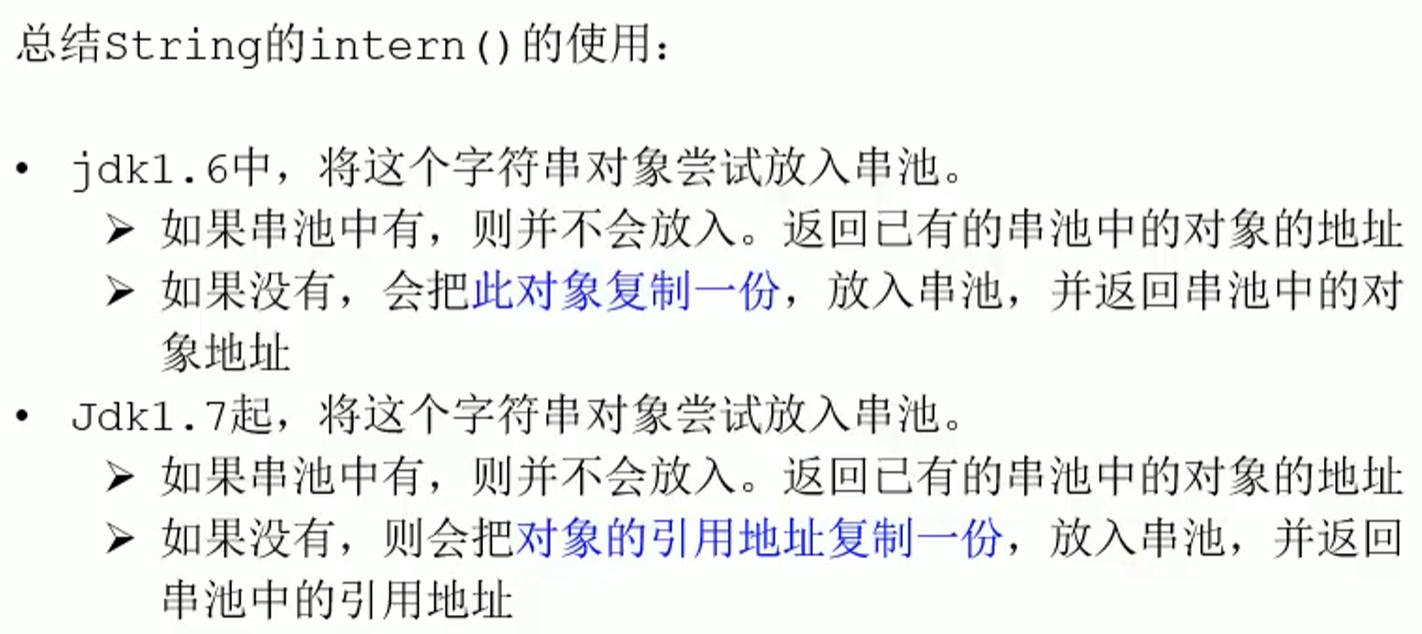 总结String的intern()的使用：
• jdk1.6中，将这个字符串对象尝试放入串池。
➢ 如果串池中有，则并不会放入。返回已有的串池中的对象的地址
➢ 如果没有，会把此对象复制一份，放入串池，并返回串池中的对
象地址
• Jdk1.7起，将这个字符串对象尝试放入串池。
➢ 如果串池中有，则并不会放入。返回已有的串池中的对象的地址
➢ 如果没有，则会把对象的引用地址复制一份，放入串池，并返回
串池中的引用地址